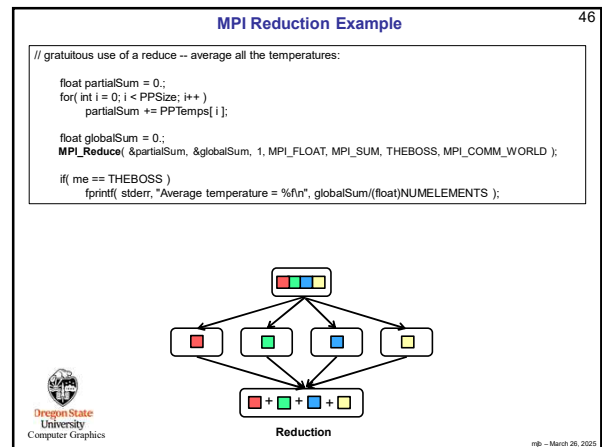 46
MPI Reduction Example
// gratuitous use of a reduce -- average all the temperatures:
float partialSum = 0.;
for( int i = 0; i < PPSize; i++ )
partialSum += PPTemps[ i ];
float globalSum = 0.;
MPI_Reduce( &partialSum, &globalSum, 1, MPI_FLOAT, MPI_SUM, THEBOSS, MPI_COMM_WORLD );
if( me == THEBOSS )
fprintf( stderr, "Average temperature = %f\n", globalSum/(float)NUMELEMENTS );
+ + +
Reduction
Oregon State
University
Computer Graphics
mjb – March 26, 2025